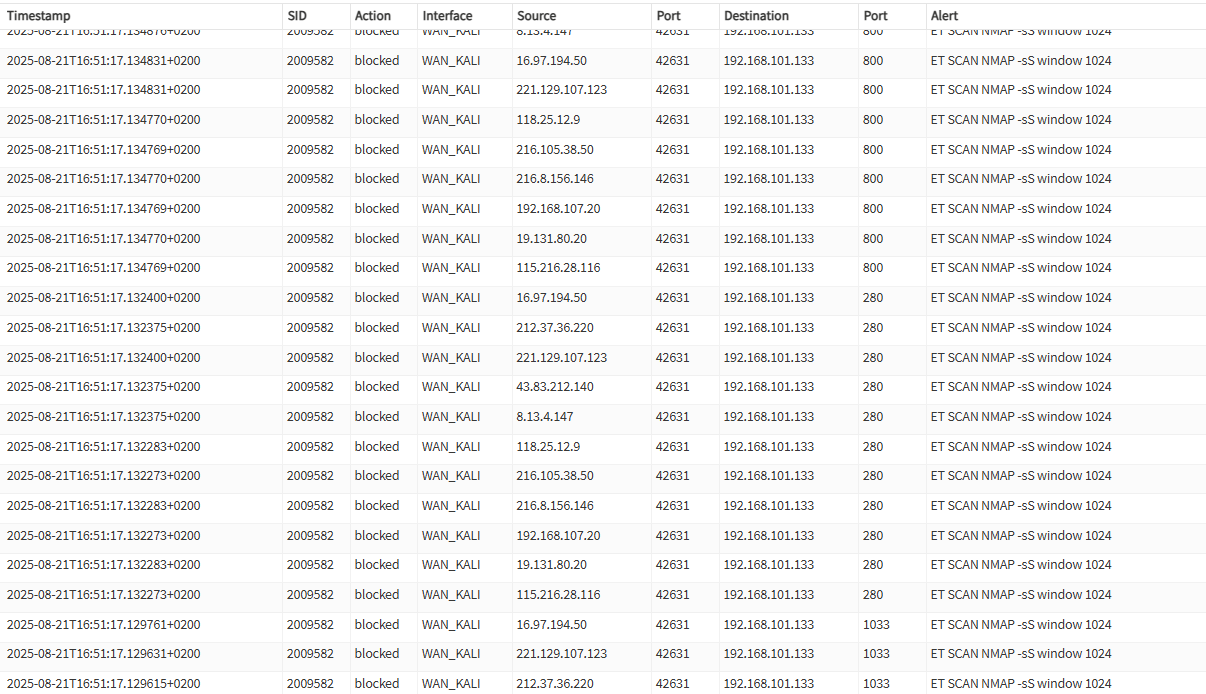 Timestamp SID Action Interface Source Port Destination Port Alert
2025-08-21T16:51:17.134876+0200 2009582 blocked WAN_KALI 8.13.4.147 42631 192.168.101.133 800 ET SCAN NMAP -sS window 1024
2025-08-21T16:51:17.134831+0200 2009582 blocked WAN_KALI 16.97.194.50 42631 192.168.101.133 800 ET SCAN NMAP -sS window 1024
2025-08-21T16:51:17.134831+0200 2009582 blocked WAN_KALI 221.129.107.123 42631 192.168.101.133 800 ET SCAN NMAP -sS window 1024
2025-08-21T16:51:17.134770+0200 2009582 blocked WAN_KALI 118.25.12.9 42631 192.168.101.133 800 ET SCAN NMAP -sS window 1024
2025-08-21T16:51:17.134769+0200 2009582 blocked WAN_KALI 216.105.38.50 42631 192.168.101.133 800 ET SCAN NMAP -sS window 1024
2025-08-21T16:51:17.134770+0200 2009582 blocked WAN_KALI 216.8.156.146 42631 192.168.101.133 800 ET SCAN NMAP -sS window 1024
2025-08-21T16:51:17.134769+0200 2009582 blocked WAN_KALI 192.168.107.20 42631 192.168.101.133 800 ET SCAN NMAP -sS window 1024
2025-08-21T16:51:17.134770+0200 2009582 blocked WAN_KALI 19.131.80.20 42631 192.168.101.133 800 ET SCAN NMAP -sS window 1024
2025-08-21T16:51:17.134769+0200 2009582 blocked WAN_KALI 115.216.28.116 42631 192.168.101.133 800 ET SCAN NMAP -sS window 1024
2025-08-21T16:51:17.132400+0200 2009582 blocked WAN_KALI 16.97.194.50 42631 192.168.101.133 280 ET SCAN NMAP -sS window 1024
2025-08-21T16:51:17.132375+0200 2009582 blocked WAN_KALI 212.37.36.220 42631 192.168.101.133 280 ET SCAN NMAP -sS window 1024
2025-08-21T16:51:17.132400+0200 2009582 blocked WAN_KALI 221.129.107.123 42631 192.168.101.133 280 ET SCAN NMAP -sS window 1024
2025-08-21T16:51:17.132375+0200 2009582 blocked WAN_KALI 43.83.212.140 42631 192.168.101.133 280 ET SCAN NMAP -sS window 1024
2025-08-21T16:51:17.132375+0200 2009582 blocked WAN_KALI 8.13.4.147 42631 192.168.101.133 280 ET SCAN NMAP -sS window 1024
2025-08-21T16:51:17.132283+0200 2009582 blocked WAN_KALI 118.25.12.9 42631 192.168.101.133 280 ET SCAN NMAP -sS window 1024
2025-08-21T16:51:17.132273+0200 2009582 blocked WAN_KALI 216.105.38.50 42631 192.168.101.133 280 ET SCAN NMAP -sS window 1024
2025-08-21T16:51:17.132283+0200 2009582 blocked WAN_KALI 216.8.156.146 42631 192.168.101.133 280 ET SCAN NMAP -sS window 1024
2025-08-21T16:51:17.132273+0200 2009582 blocked WAN_KALI 192.168.107.20 42631 192.168.101.133 280 ET SCAN NMAP -sS window 1024
2025-08-21T16:51:17.132283+0200 2009582 blocked WAN_KALI 19.131.80.20 42631 192.168.101.133 280 ET SCAN NMAP -sS window 1024
2025-08-21T16:51:17.132273+0200 2009582 blocked WAN_KALI 115.216.28.116 42631 192.168.101.133 280 ET SCAN NMAP -sS window 1024
2025-08-21T16:51:17.129761+0200 2009582 blocked WAN_KALI 16.97.194.50 42631 192.168.101.133 1033 ET SCAN NMAP -sS window 1024
2025-08-21T16:51:17.129631+0200 2009582 blocked WAN_KALI 221.129.107.123 42631 192.168.101.133 1033 ET SCAN NMAP -sS window 1024
2025-08-21T16:51:17.129615+0200 2009582 blocked WAN_KALI 212.37.36.220 42631 192.168.101.133 1033 ET SCAN NMAP -sS window 1024